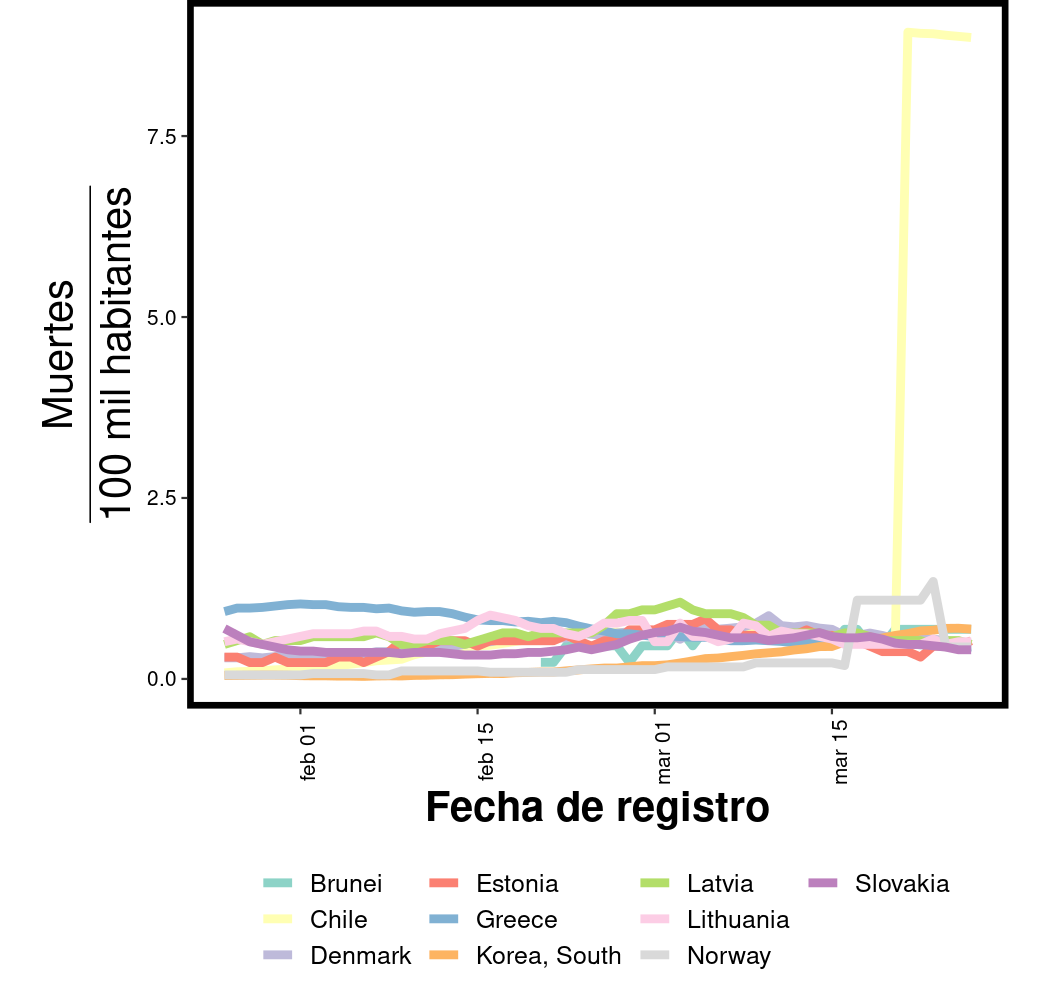 Muertes
100 mil habitantes
7.5
5.0
2.5
0.0
feb 01
feb 15
mar 01
mar 15
Fecha de registro
Brunei
Estonia
Latvia
Slovakia
Chile
Greece
Lithuania
Denmark
Korea, South
Norway